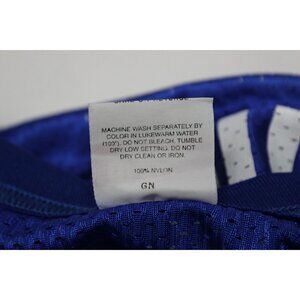 MACHINE WASH SEPARATELY BY
COLOR IN LUKEWARM WATER
(105°). DO NOT BLEACH. TUMBLE
DRY LOW SETTING. DO NOT
DRY CLEAN OR IRON.
100% NYLON
GN